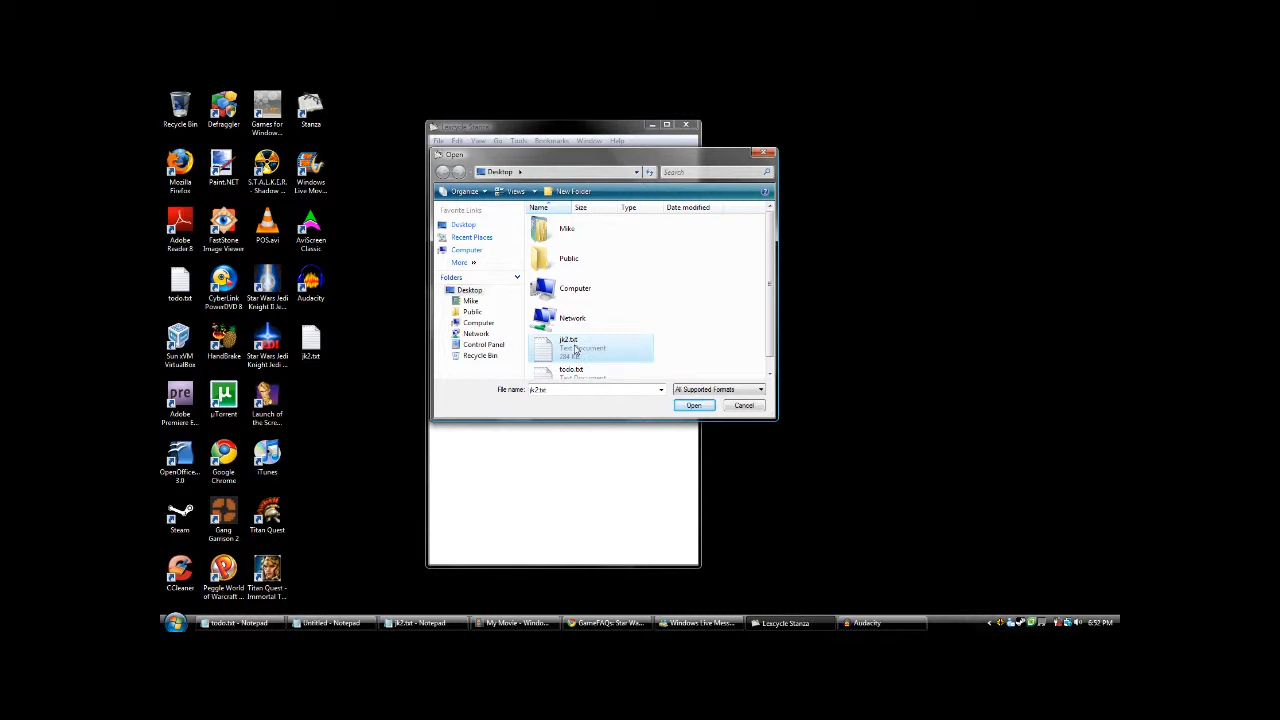 Recycle Bin
Defraggler
Games for
Window...
Stanza
Mozilla
Firefox
Paint.NET
S.T.A.L.K.E.R.
- Shadow ...
Windows
Live Mov...
Adobe
Reader 8
FastStone
Image Viewer
POS.avi
AviScreen
Classic
todo.txt
CyberLink
PowerDVD 8
Star Wars Jedi
Knight II Je...
Audacity
Sun xVM
VirtualBox
HandBrake
Star Wars Jedi
Knight Jedi...
jk2.txt
Adobe
Premiere E...
µTorrent
Launch of
the Scre...
OpenOffice...
3.0
Google
Chrome
iTunes
Steam
Gang
Garrison 2
Titan Quest
CCleaner
Peggle World
of Warcraft ...
Titan Quest -
Immortal T...
Lexcycle Stanza
File Edit View Go Tools Bookmarks Window Help
Open
Desktop
Search
Organize Views New Folder
Favorite Links
Desktop
Recent Places
Computer
More »
Folders
Desktop
Mike
Public
Computer
Network
Control Panel
Recycle Bin
Name Size Type Date modified
Mike
Public
Computer
Network
jk2.txt
Text Document
284 KB
todo.txt
Text Document
File name: jk2.txt All Supported Formats
Open Cancel
todo.txt - Notepad Untitled - Notepad jk2.txt - Notepad My Movie - Windo... GameFAQs: Star Wa... Windows Live Mess... Lexcycle Stanza Audacity 6:52 PM